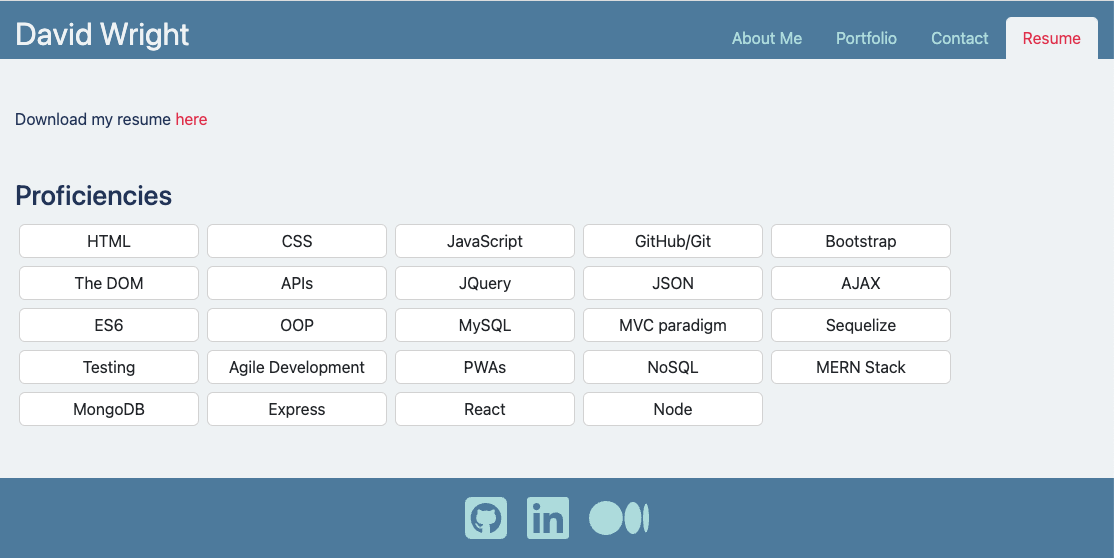 David Wright
About Me Portfolio Contact Resume
Download my resume here
Proficiencies
HTML CSS JavaScript GitHub/Git Bootstrap
The DOM APIs JQuery JSON AJAX
ES6 OOP MySQL MVC paradigm Sequelize
Testing Agile Development PWAs NoSQL MERN Stack
MongoDB Express React Node
in